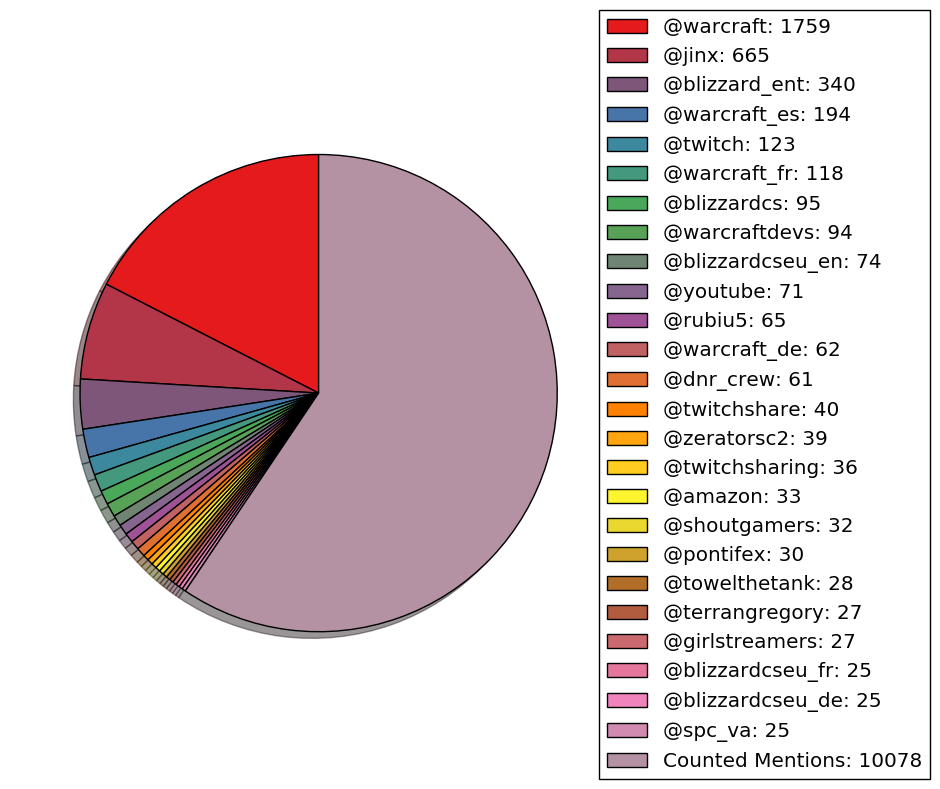 @warcraft: 1759
@jinx: 665
@blizzard_ent: 340
@warcraft_es: 194
@twitch: 123
@warcraft_fr: 118
@blizzardcs: 95
@warcraftdevs: 94
@blizzardcseu_en: 74
@youtube: 71
@rubiu5: 65
@warcraft_de: 62
@dnr_crew: 61
@twitchshare: 40
@zeratorsc2: 39
@twitchsharing: 36
@amazon: 33
@shoutgamers: 32
@pontifex: 30
@towelthetank: 28
@terrangregory: 27
@girlstreamers: 27
@blizzardcseu_fr: 25
@blizzardcseu_de: 25
@spc_va: 25
Counted Mentions: 10078